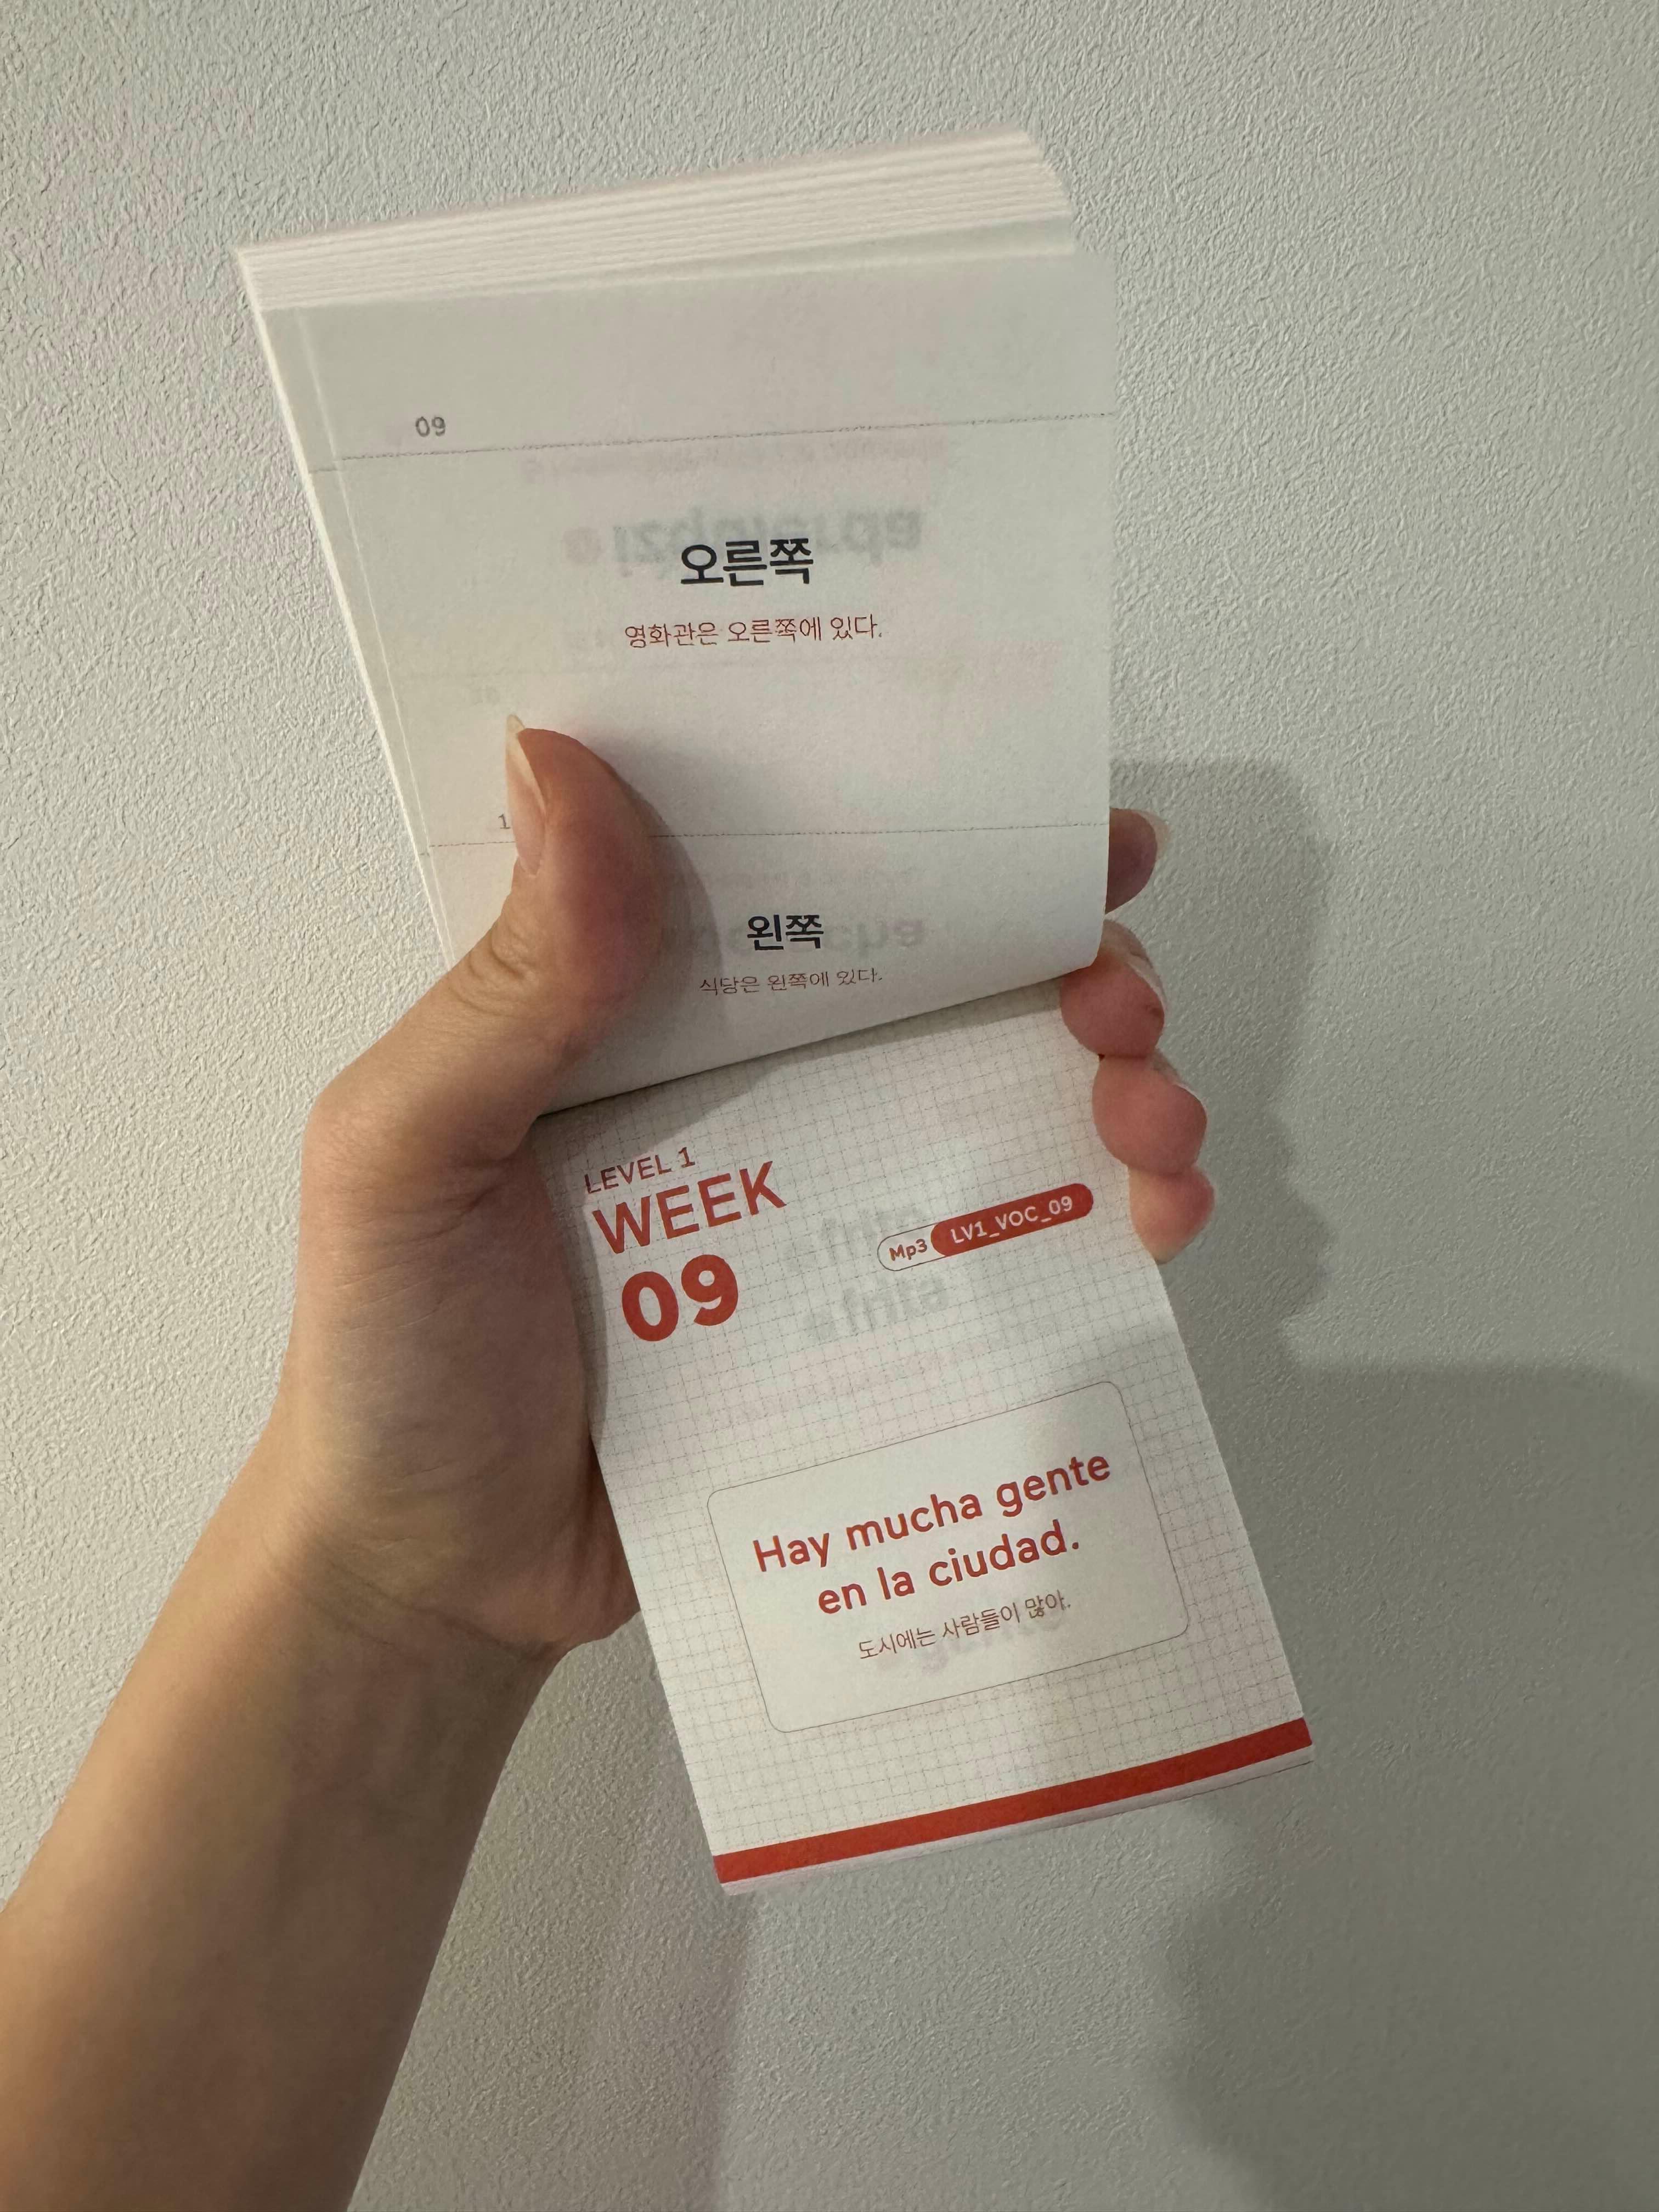 09
오른쪽
영화관은 오른쪽에 있다.
1
왼쪽
식당은 왼쪽에 있다.
LEVEL 1
WEEK
09
Mp3 LV1_VOC_09
Hay mucha gente
en la ciudad.
도시에는 사람들이 많아.